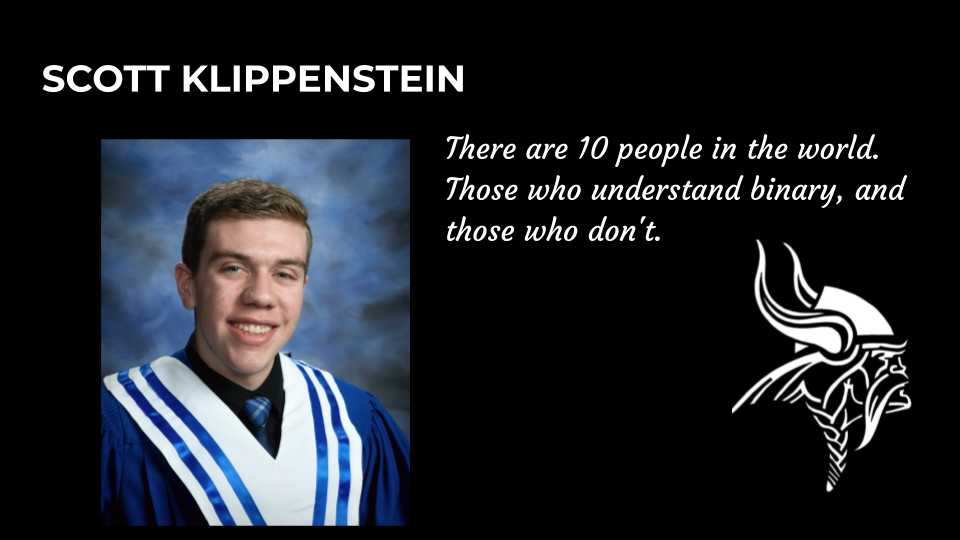 SCOTT KLIPPENSTEIN
There are 10 people in the world.
Those who understand binary, and
those who don't.